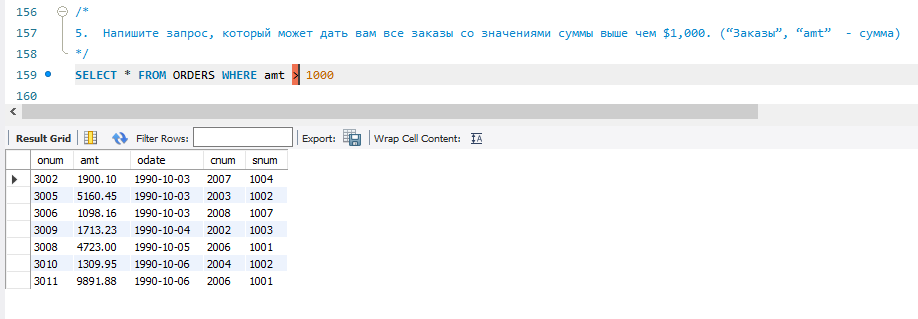 156 /*
157 5. Напишите запрос, который может дать вам все заказы со значениями суммы выше чем $1,000. (“Заказы”, “amt” - сумма)
158 */
159 SELECT * FROM ORDERS WHERE amt > 1000
160
Result Grid Filter Rows: Export: Wrap Cell Content:
onum amt odate cnum snum
3002 1900.10 1990-10-03 2007 1004
3005 5160.45 1990-10-03 2003 1002
3006 1098.16 1990-10-03 2008 1007
3009 1713.23 1990-10-04 2002 1003
3008 4723.00 1990-10-05 2006 1001
3010 1309.95 1990-10-06 2004 1002
3011 9891.88 1990-10-06 2006 1001